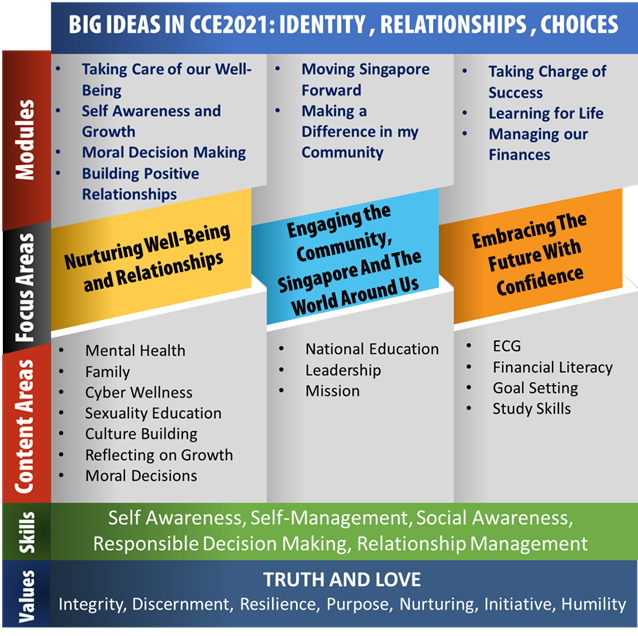 BIG IDEAS IN CCE2021: IDENTITY , RELATIONSHIPS , CHOICES
Modules
• Taking Care of our Well-
Being
• Self Awareness and
Growth
• Moral Decision Making
• Building Positive
Relationships
• Moving Singapore
Forward
• Making a
Difference in my
Community
• Taking Charge of
Success
• Learning for Life
• Managing our
Finances
Focus Areas
Nurturing Well-Being
and Relationships
Engaging the
Community,
Singapore And The
World Around Us
Embracing The
Future With
Confidence
Content Areas
• Mental Health
• Family
• Cyber Wellness
• Sexuality Education
• Culture Building
• Reflecting on Growth
• Moral Decisions
• National Education
• Leadership
• Mission
• ECG
• Financial Literacy
• Goal Setting
• Study Skills
Skills
Self Awareness, Self-Management, Social Awareness,
Responsible Decision Making, Relationship Management
Values
TRUTH AND LOVE
Integrity, Discernment, Resilience, Purpose, Nurturing, Initiative, Humility